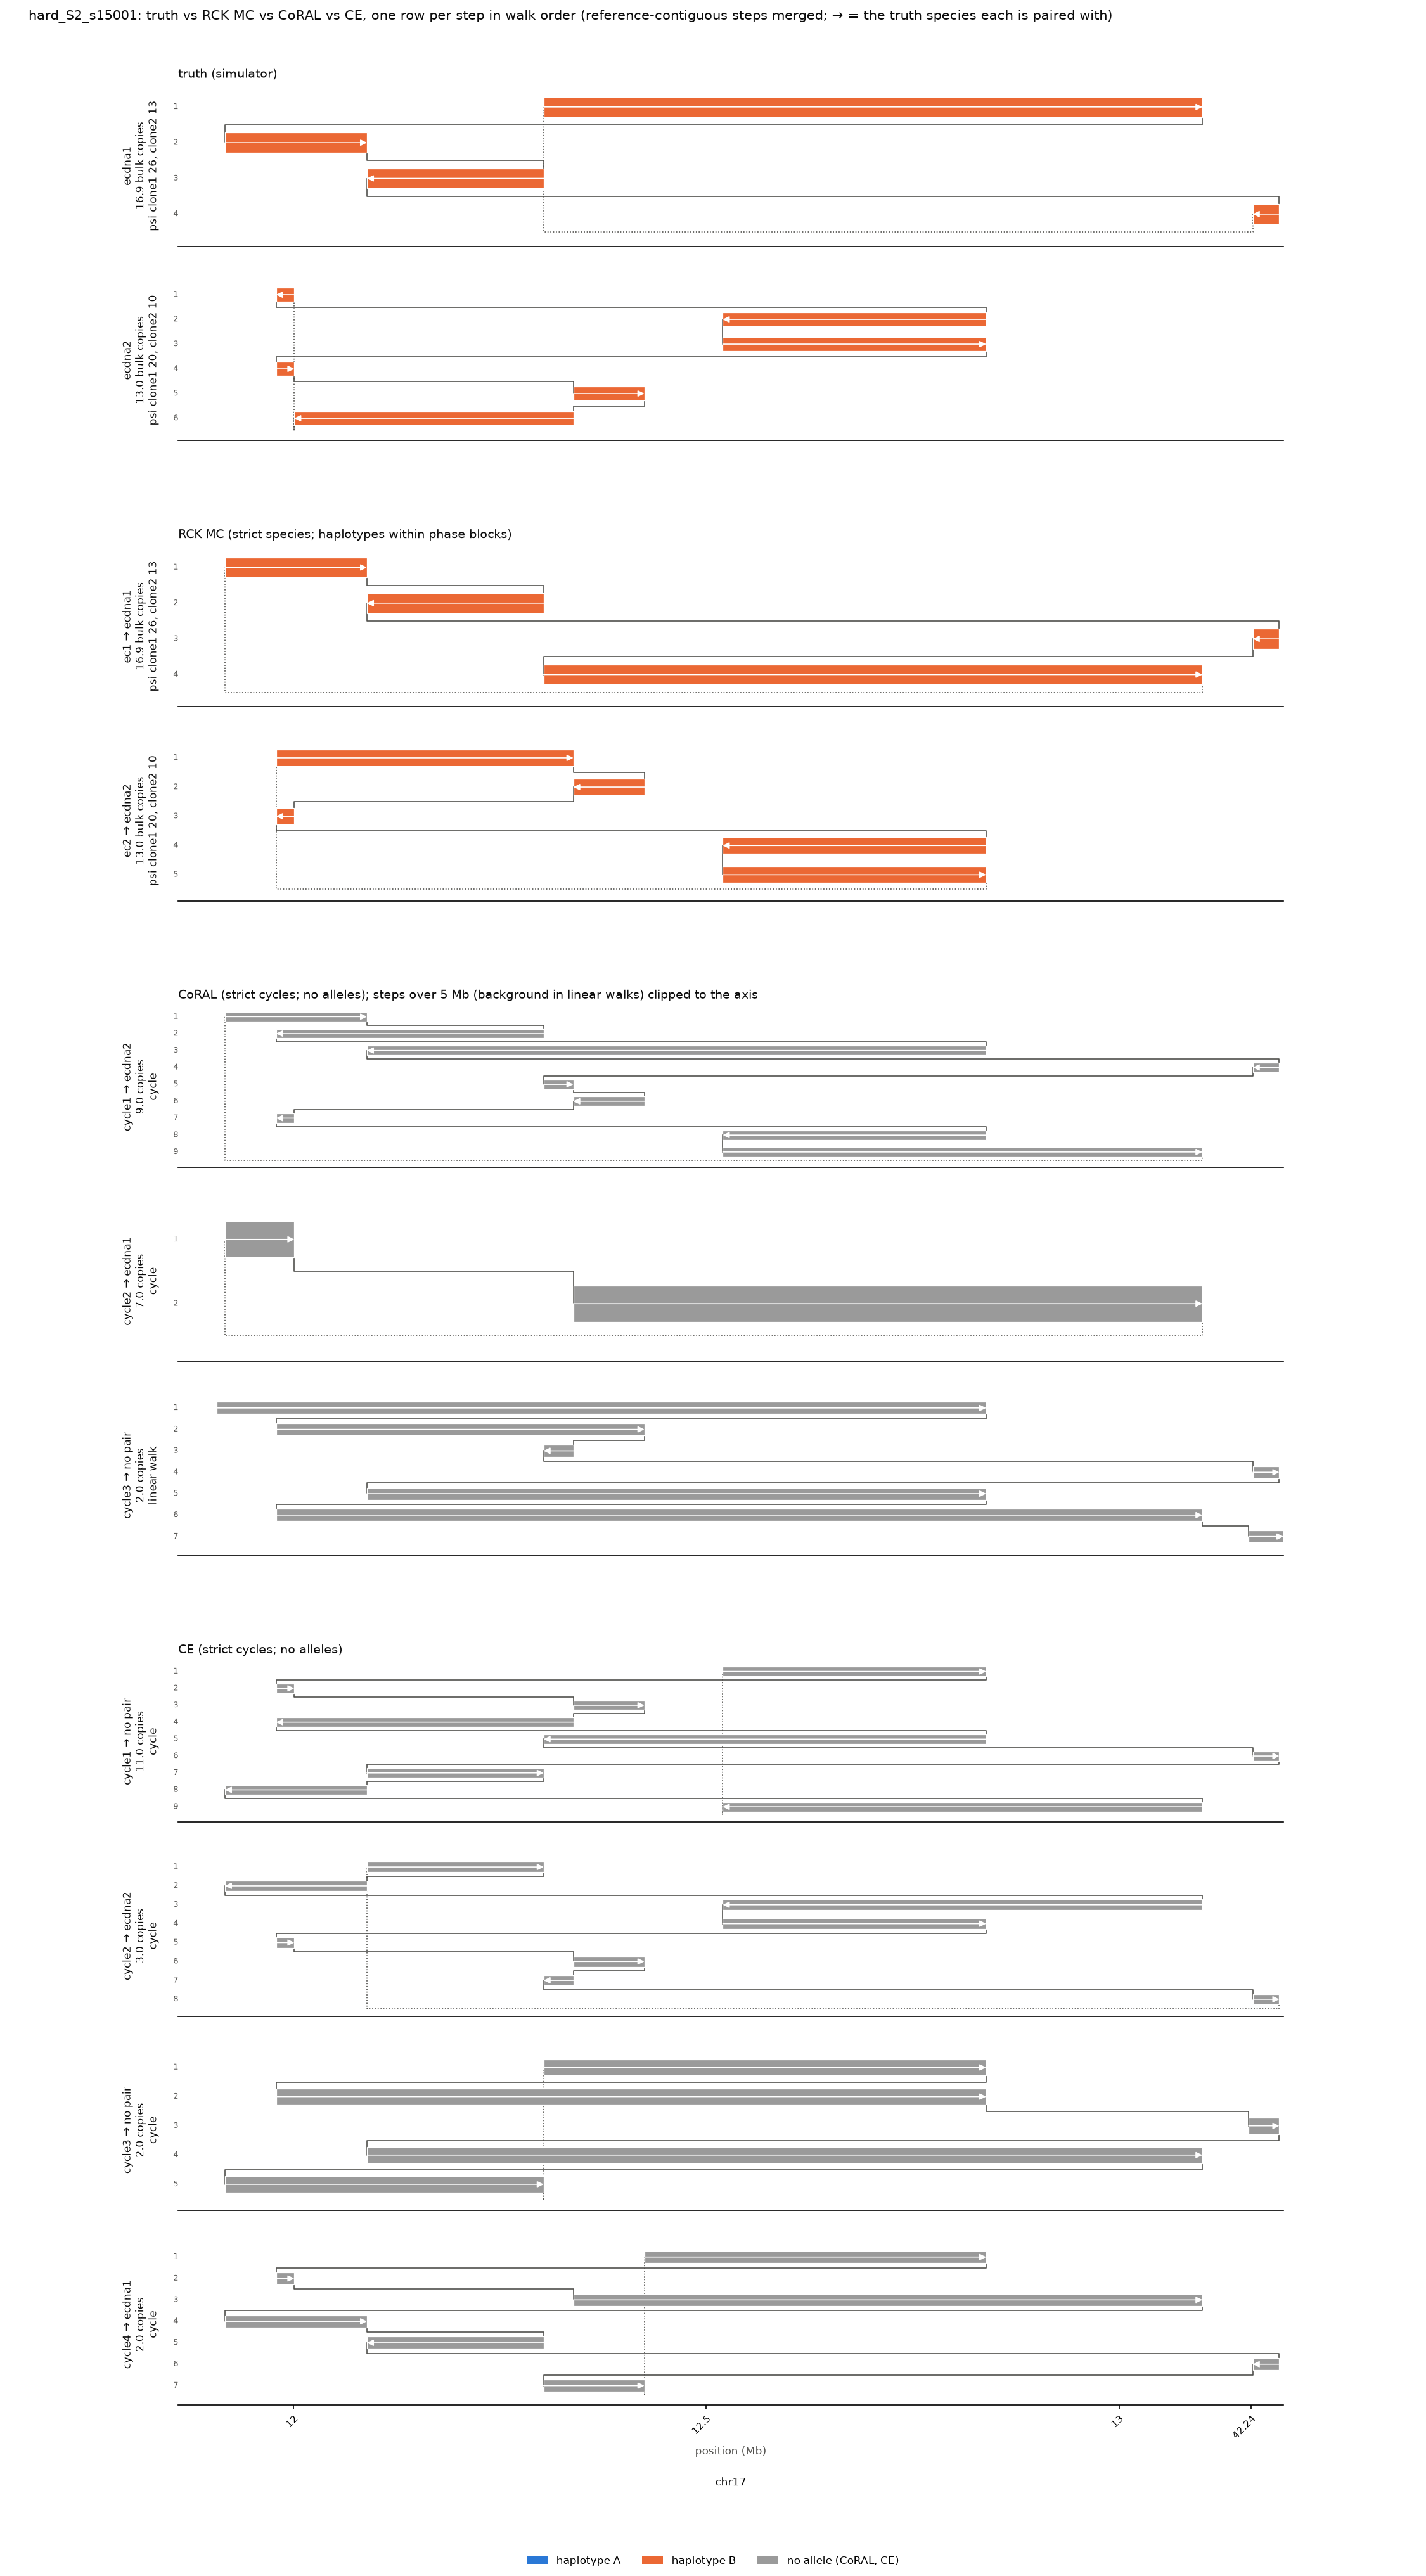 hard_S2_s15001: truth vs RCK MC vs CoRAL vs CE, one row per step in walk order (reference-contiguous steps merged; → = the truth species each is paired with)
truth (simulator)
ecdna1
16.9 bulk copies
psi clone1 26, clone2 13
1
2
3
4
ecdna2
13.0 bulk copies
psi clone1 20, clone2 10
1
2
3
4
5
6
RCK MC (strict species; haplotypes within phase blocks)
ec1 → ecdna1
16.9 bulk copies
psi clone1 26, clone2 13
1
2
3
4
ec2 → ecdna2
13.0 bulk copies
psi clone1 20, clone2 10
1
2
3
4
5
CoRAL (strict cycles; no alleles); steps over 5 Mb (background in linear walks) clipped to the axis
cycle1 → ecdna2
9.0 copies
cycle
1
2
3
4
5
6
7
8
9
cycle2 → ecdna1
7.0 copies
cycle
1
2
cycle3 → no pair
2.0 copies
linear walk
1
2
3
4
5
6
7
CE (strict cycles; no alleles)
cycle1 → no pair
11.0 copies
cycle
1
2
3
4
5
6
7
8
9
cycle2 → ecdna2
3.0 copies
cycle
1
2
3
4
5
6
7
8
cycle3 → no pair
2.0 copies
cycle
1
2
3
4
5
cycle4 → ecdna1
2.0 copies
cycle
1
2
3
4
5
6
7
12
12.5
13
42.24
position (Mb)
chr17
haplotype A
haplotype B
no allele (CoRAL, CE)